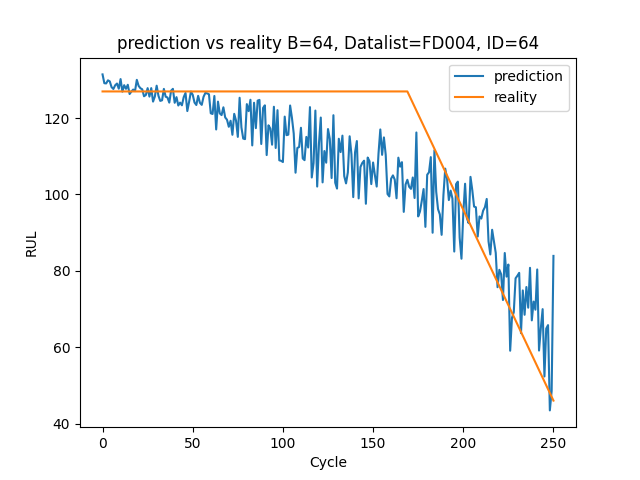 prediction vs reality B=64, Datalist=FD004, ID=64
prediction
reality
120
100
80
60
40
RUL
0
50
100
150
200
250
Cycle